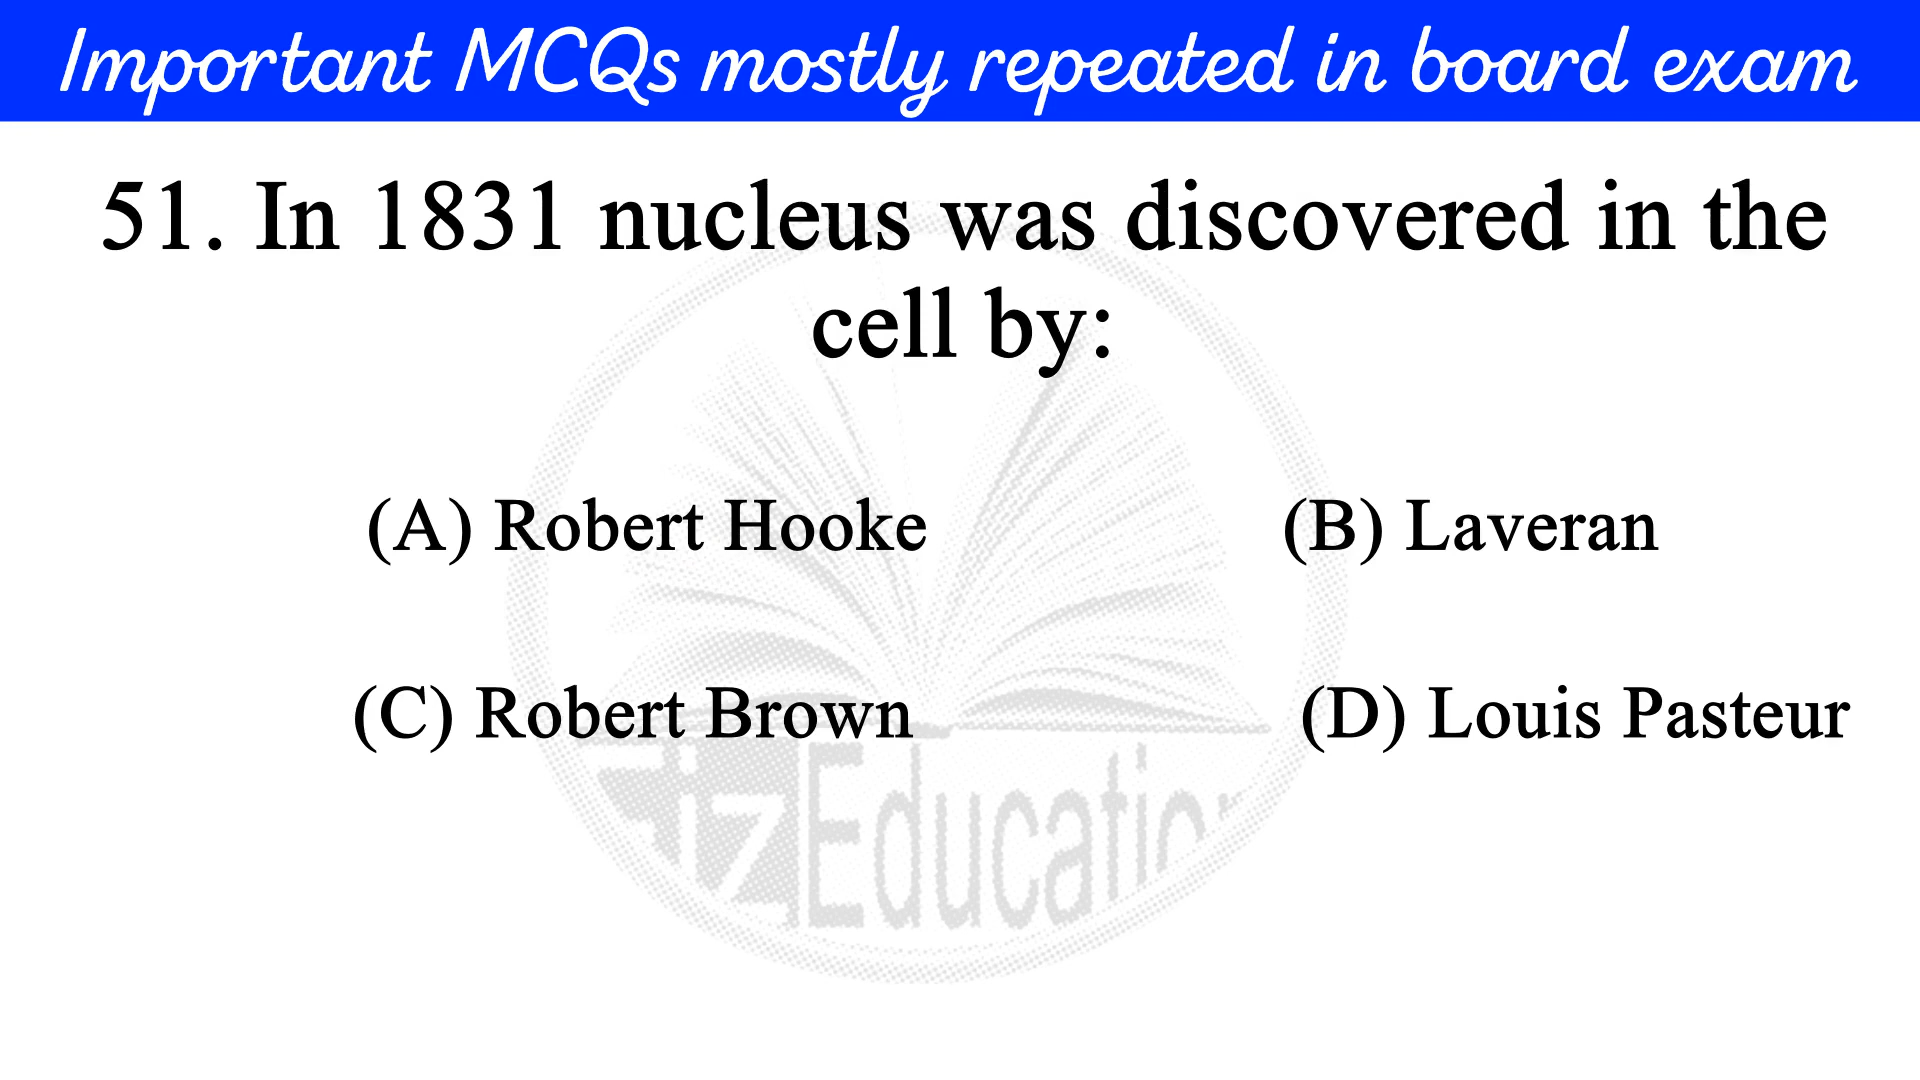 Important MCQs mostly repeated in board exam
51. In 1831 nucleus was discovered in the
cell by:
(A) Robert Hooke (B) Laveran
(C) Robert Brown (D) Louis Pasteur